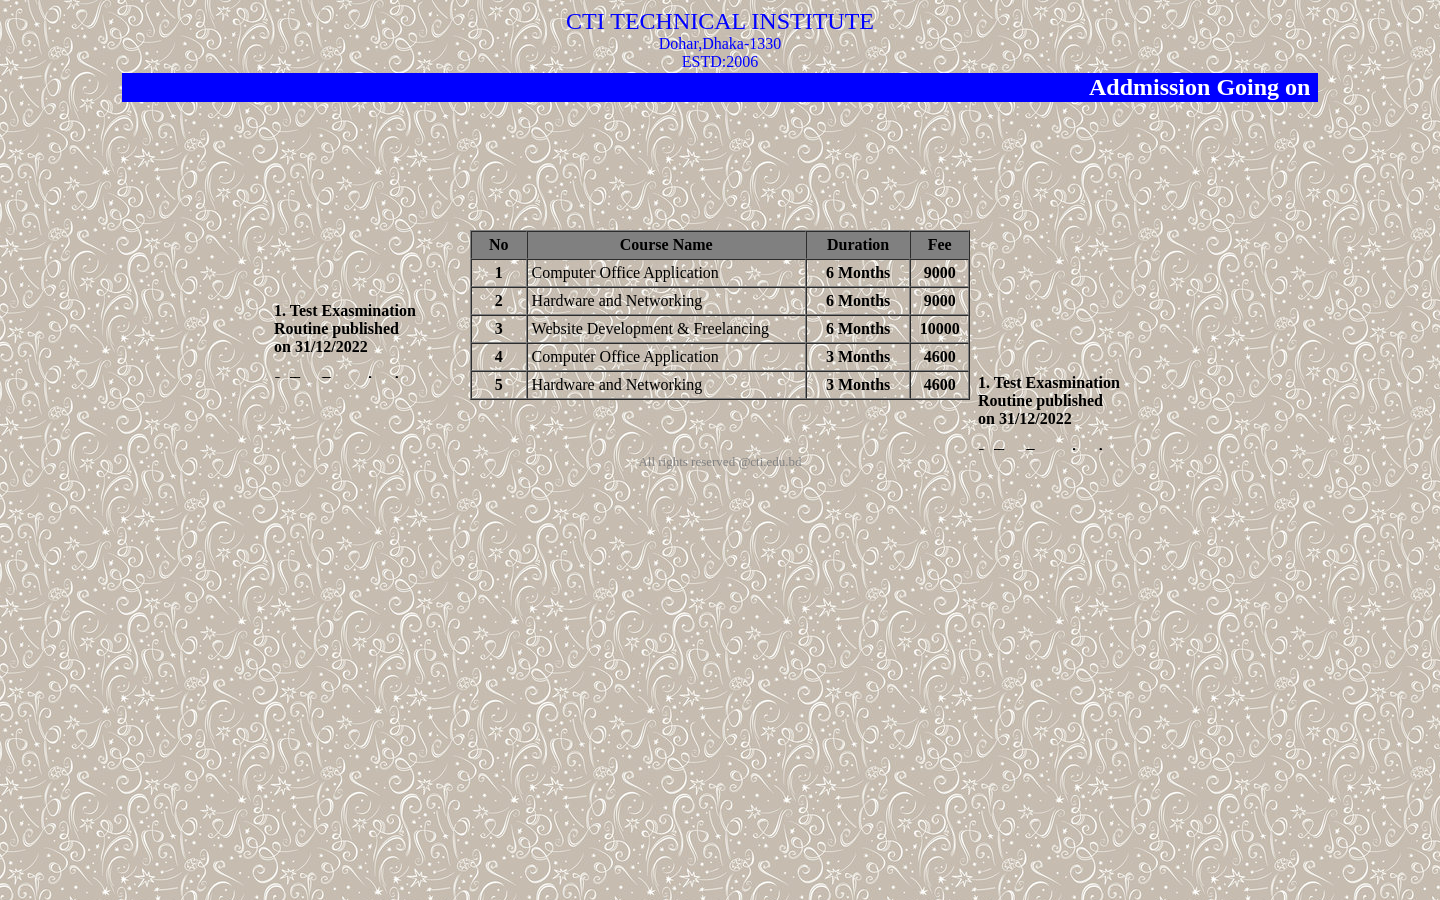 CTI TECHNICAL INSTITUTE
Dohar,Dhaka-1330
ESTD:2006
Addmission Going on
No Course Name Duration Fee
1 Computer Office Application 6 Months 9000
2 Hardware and Networking 6 Months 9000
3 Website Development & Freelancing 6 Months 10000
4 Computer Office Application 3 Months 4600
5 Hardware and Networking 3 Months 4600
1. Test Exasmination
Routine published
on 31/12/2022
1. Test Exasmination
Routine published
on 31/12/2022
All rights reserved @cti.edu.bd